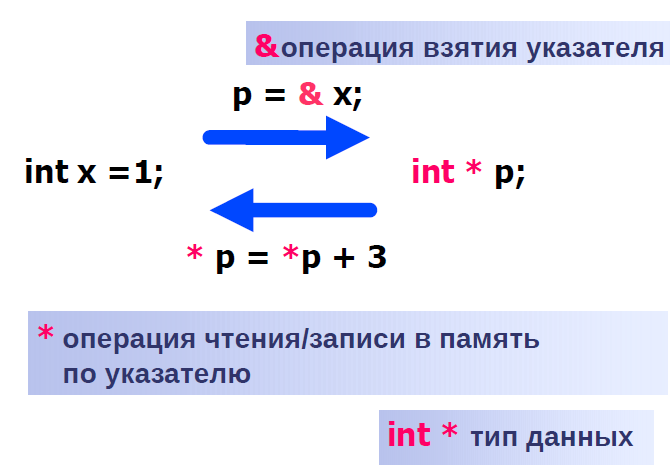 &операция взятия указателя
p = & x;
int x =1;
int * p;
* p = *p + 3
* операция чтения/записи в память
по указателю
int * тип данных